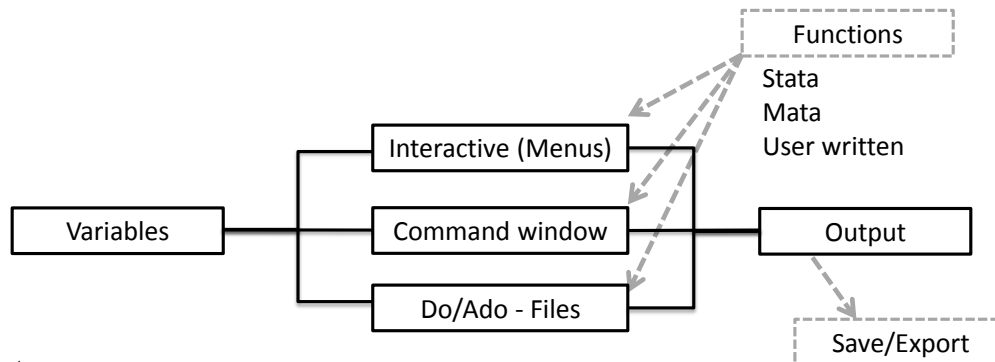 Functions
Stata
Mata
User written
Interactive (Menus)
Variables
Command window
Output
Do/Ado - Files
Save/Export